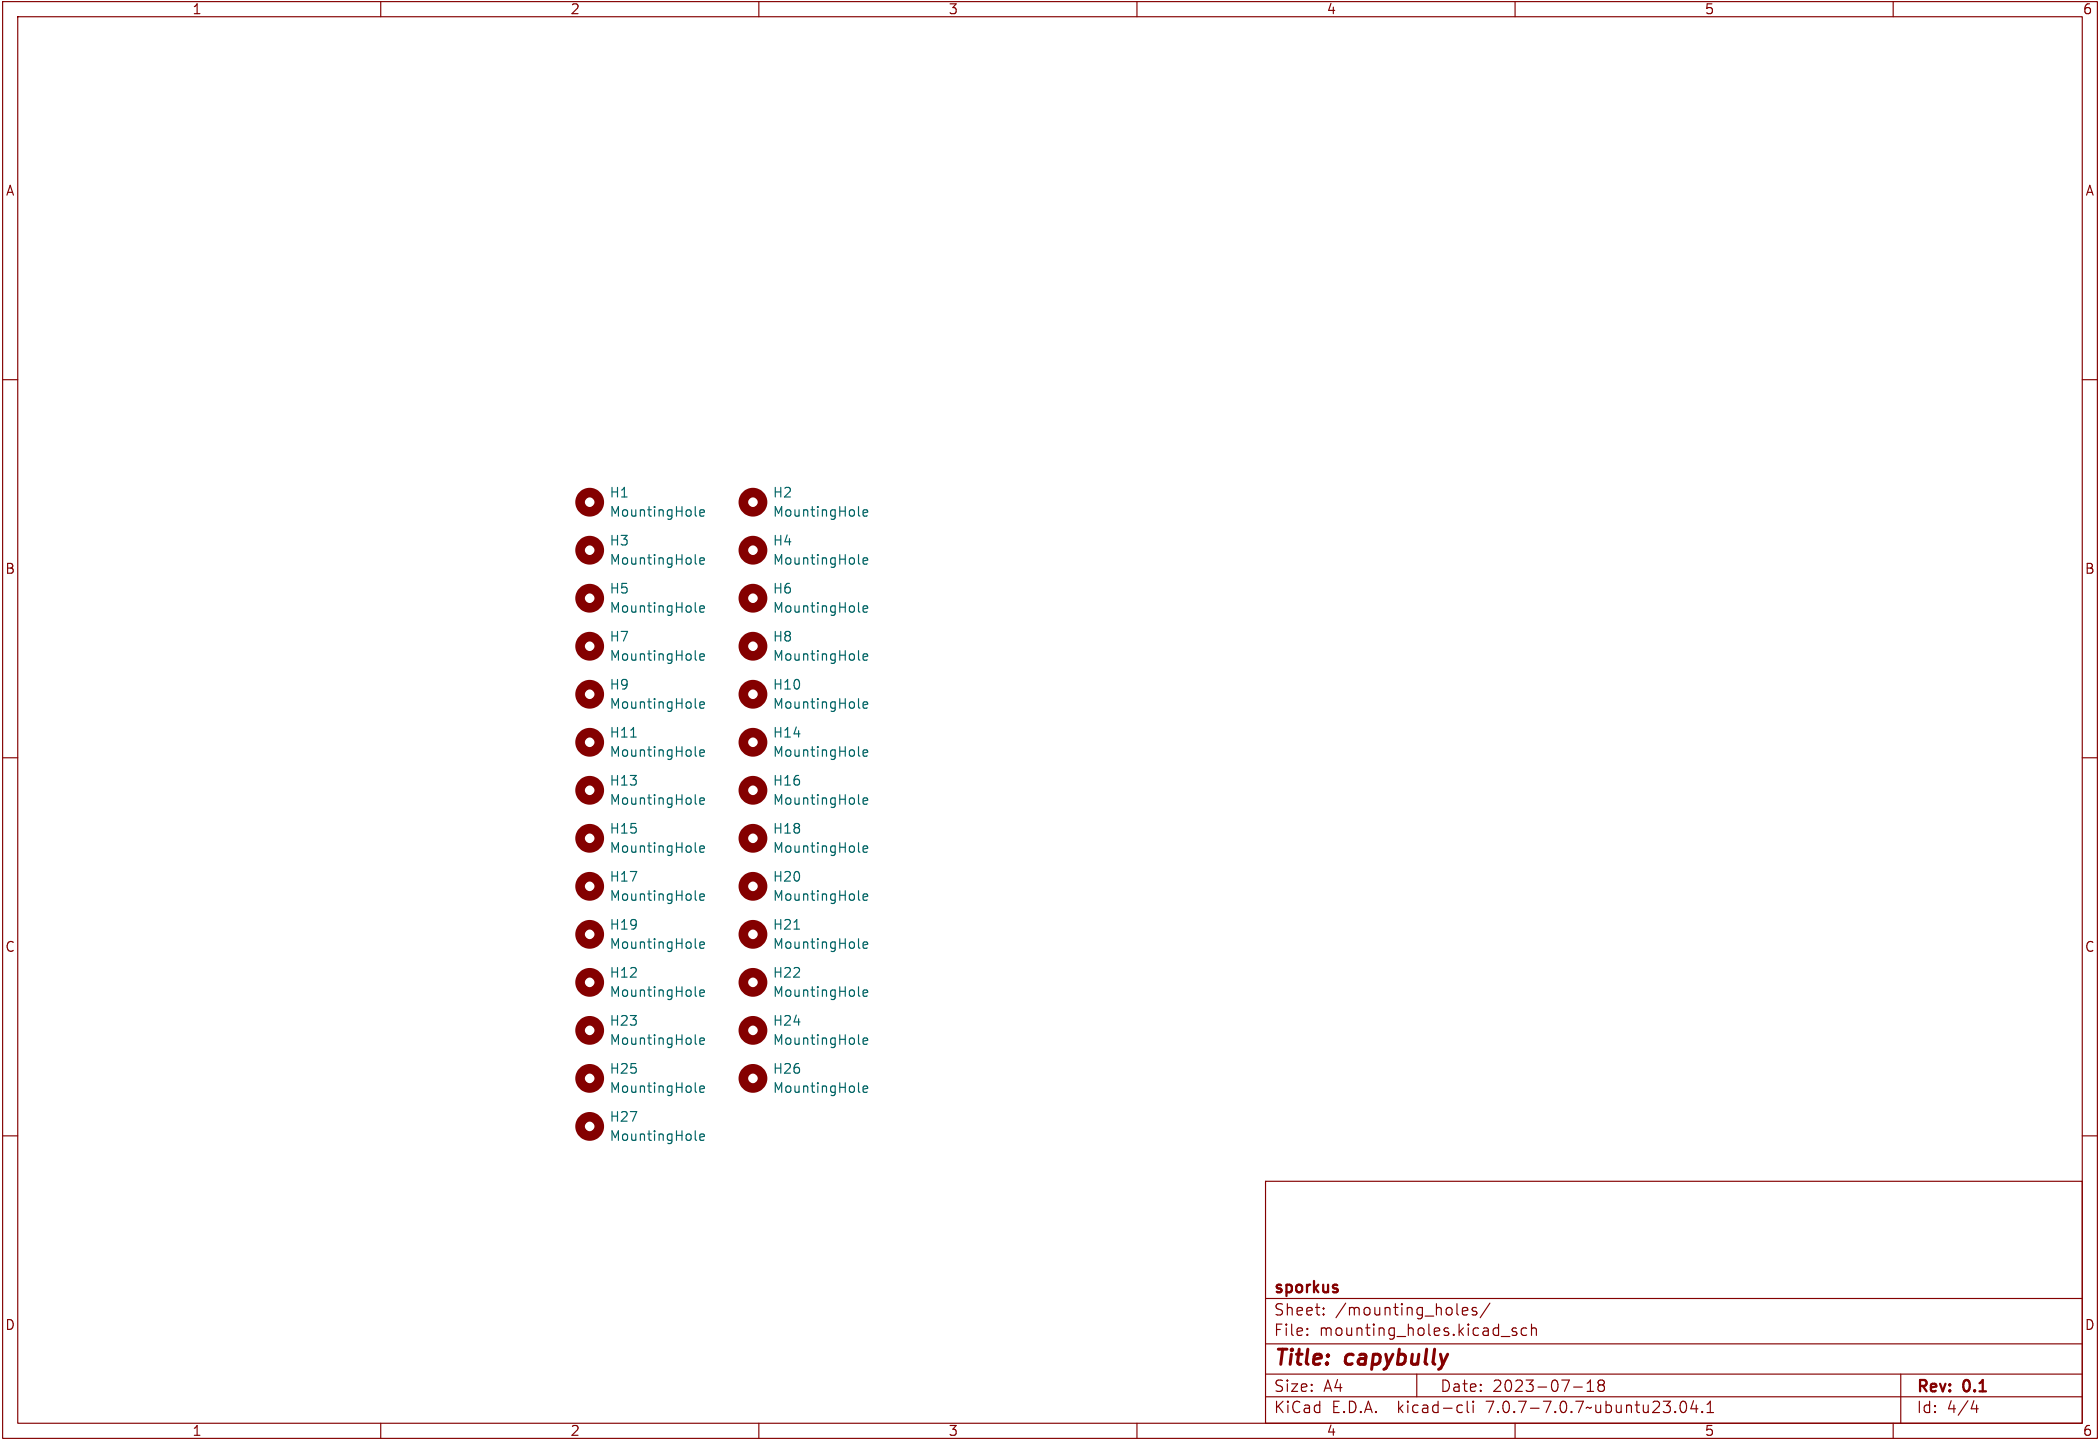 1 2 3 4 5 6
A A
H1 H2
MountingHole MountingHole
H3 H4
MountingHole MountingHole
B B
H5 H6
MountingHole MountingHole
H7 H8
MountingHole MountingHole
H9 H10
MountingHole MountingHole
H11 H14
MountingHole MountingHole
H13 H16
MountingHole MountingHole
H15 H18
MountingHole MountingHole
H17 H20
MountingHole MountingHole
H19 H21
MountingHole MountingHole
C C
H12 H22
MountingHole MountingHole
H23 H24
MountingHole MountingHole
H25 H26
MountingHole MountingHole
H27
MountingHole
sporkus
Sheet: /mounting_holes/
D D
File: mounting_holes.kicad_sch
Title: capybully
Size: A4 Date: 2023-07-18 Rev: 0.1
KiCad E.D.A. kicad-cli 7.0.7-7.0.7~ubuntu23.04.1 Id: 4/4
1 2 3 4 5 6